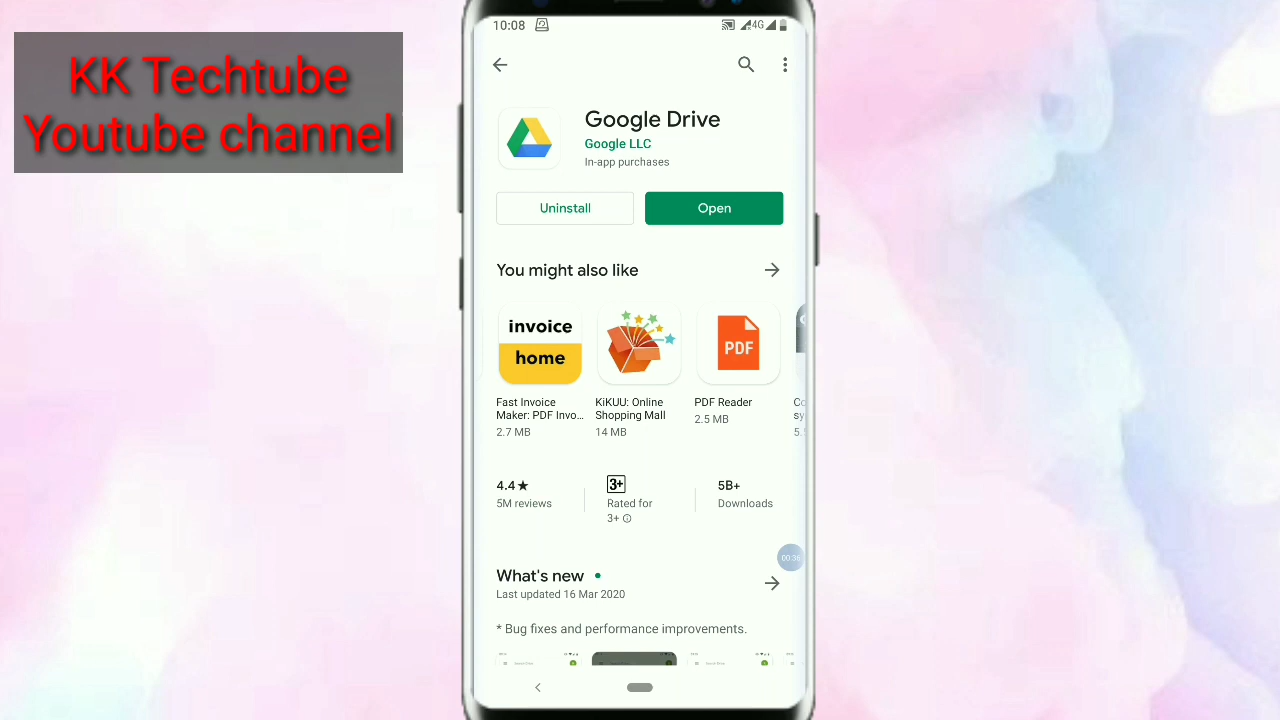 KK Techtube
Youtube channel
10:08
4G
Google Drive
Google LLC
In-app purchases
Uninstall
Open
You might also like
invoice
home
PDF
Fast Invoice
Maker: PDF Invo...
2.7 MB
KiKUU: Online
Shopping Mall
14 MB
PDF Reader
2.5 MB
4.4★
5M reviews
3+
Rated for
3+
5B+
Downloads
00:36
What's new
Last updated 16 Mar 2020
* Bug fixes and performance improvements.